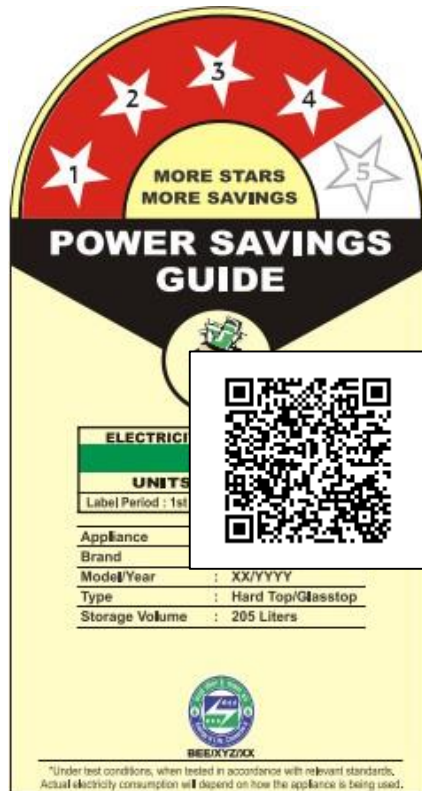 1
2
3
4
5
MORE STARS
MORE SAVINGS
POWER SAVINGS
GUIDE
UNITS
Label Period : 1st
Appliance
Brand
Model/Year : XX/YYYY
Type : Hard Top/Glasstop
Storage Volume : 205 Liters
BEE/XYZ/XX
*Under test conditions, when tested in accordance with relevant standards.
Actual electricity consumption will depend on how the appliance is being used.